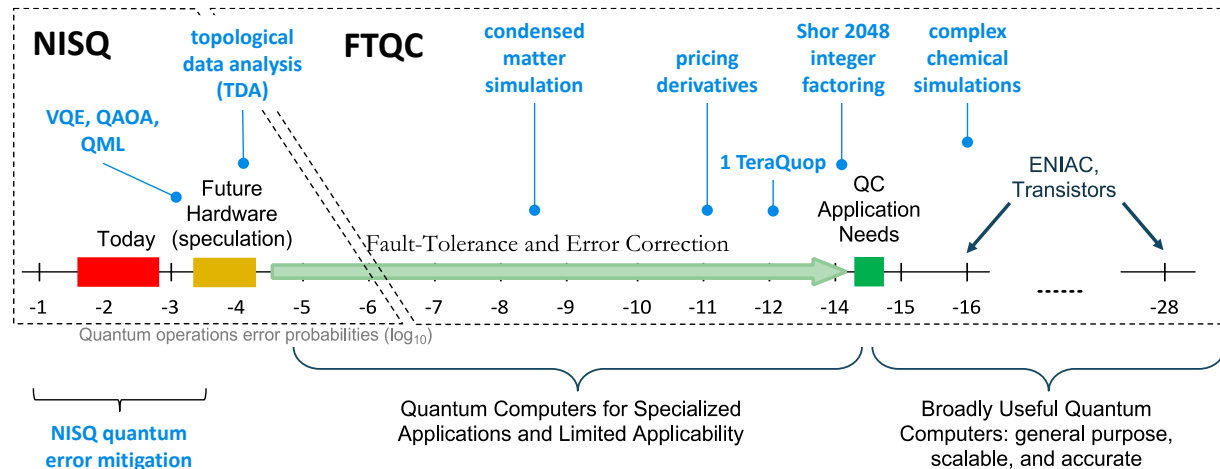 NISQ
topological
data analysis
(TDA)
FTQC
condensed
matter
simulation
pricing
derivatives
Shor 2048
integer
factoring
complex
chemical
simulations
VQE, QAOA,
QML
1 TeraQuop
ENIAC,
Transistors
Today
Future
Hardware
(speculation)
Fault-Tolerance and Error Correction
QC
Application
Needs
-1 -2 -3 -4 -5 -6 -7 -8 -9 -10 -11 -12 -13 -14 -15 -16 ...... -28
Quantum operations error probabilities (log10)
NISQ quantum
error mitigation
Quantum Computers for Specialized
Applications and Limited Applicability
Broadly Useful Quantum
Computers: general purpose,
scalable, and accurate